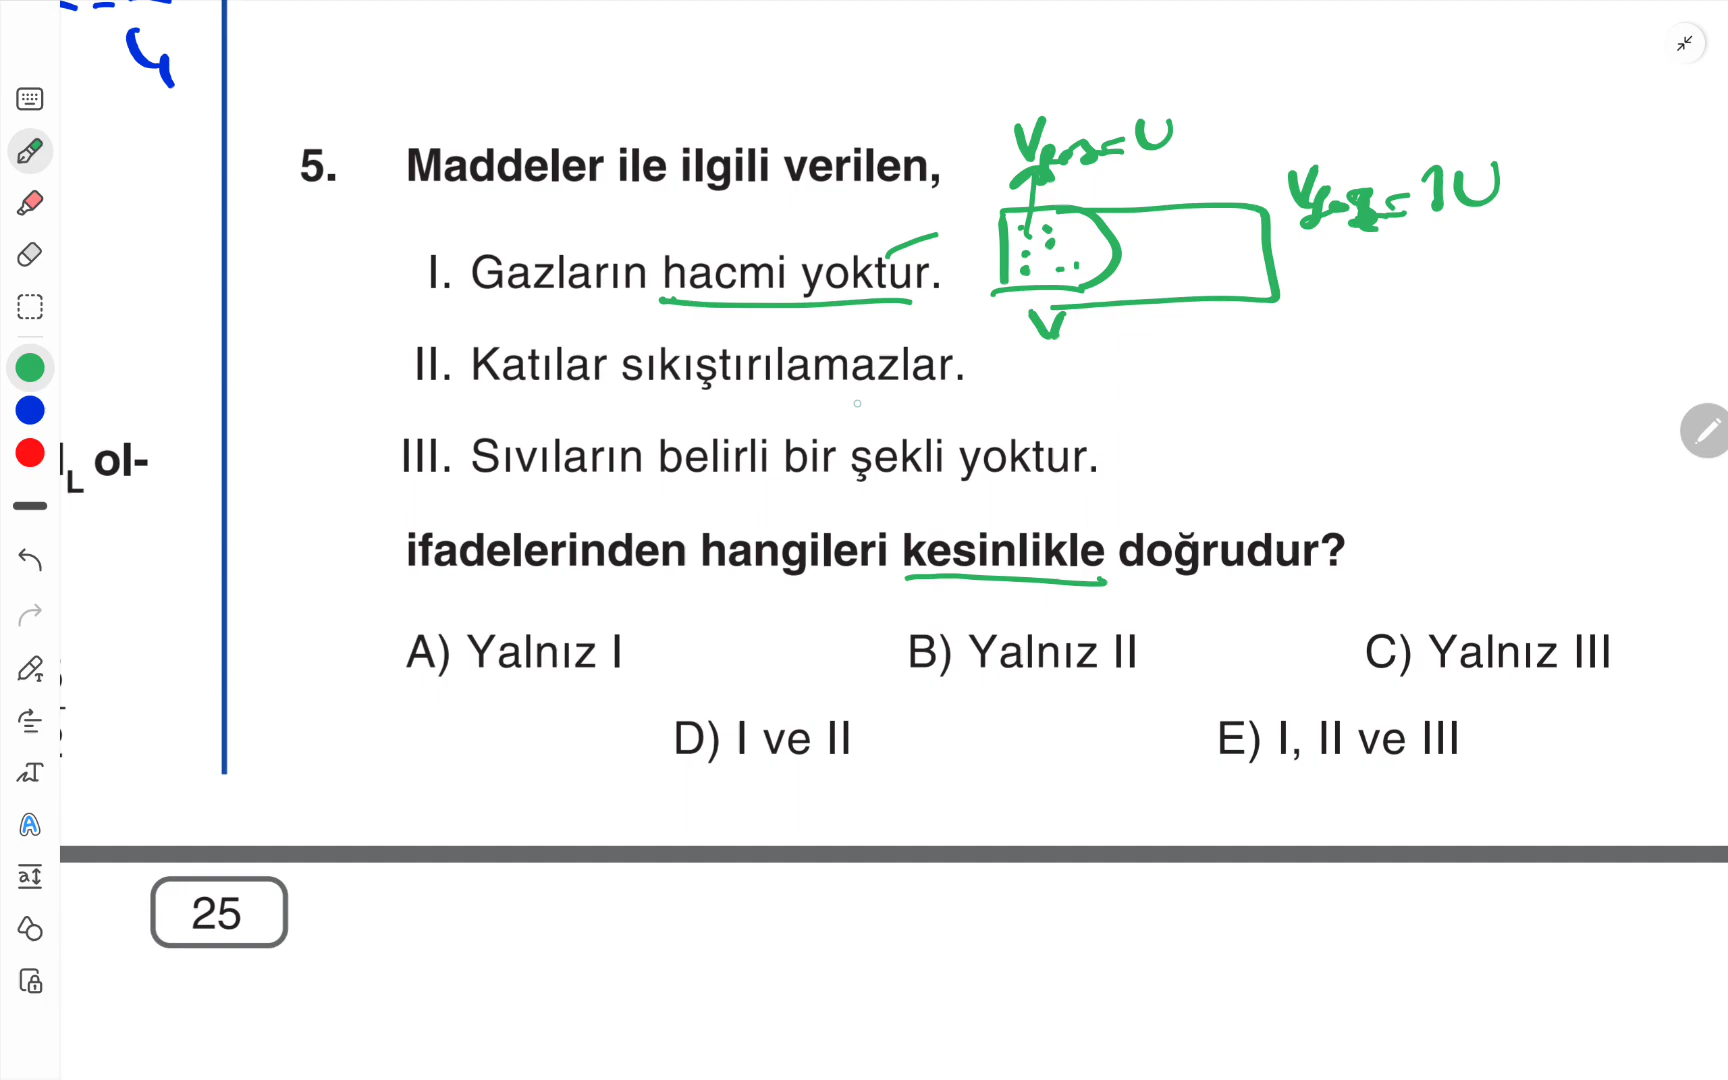 5. Maddeler ile ilgili verilen,
I. Gazların hacmi yoktur.
II. Katılar sıkıştırılamazlar.
III. Sıvıların belirli bir şekli yoktur.
ifadelerinden hangileri kesinlikle doğrudur?
A) Yalnız I B) Yalnız II C) Yalnız III
D) I ve II E) I, II ve III
25
L ol-
V